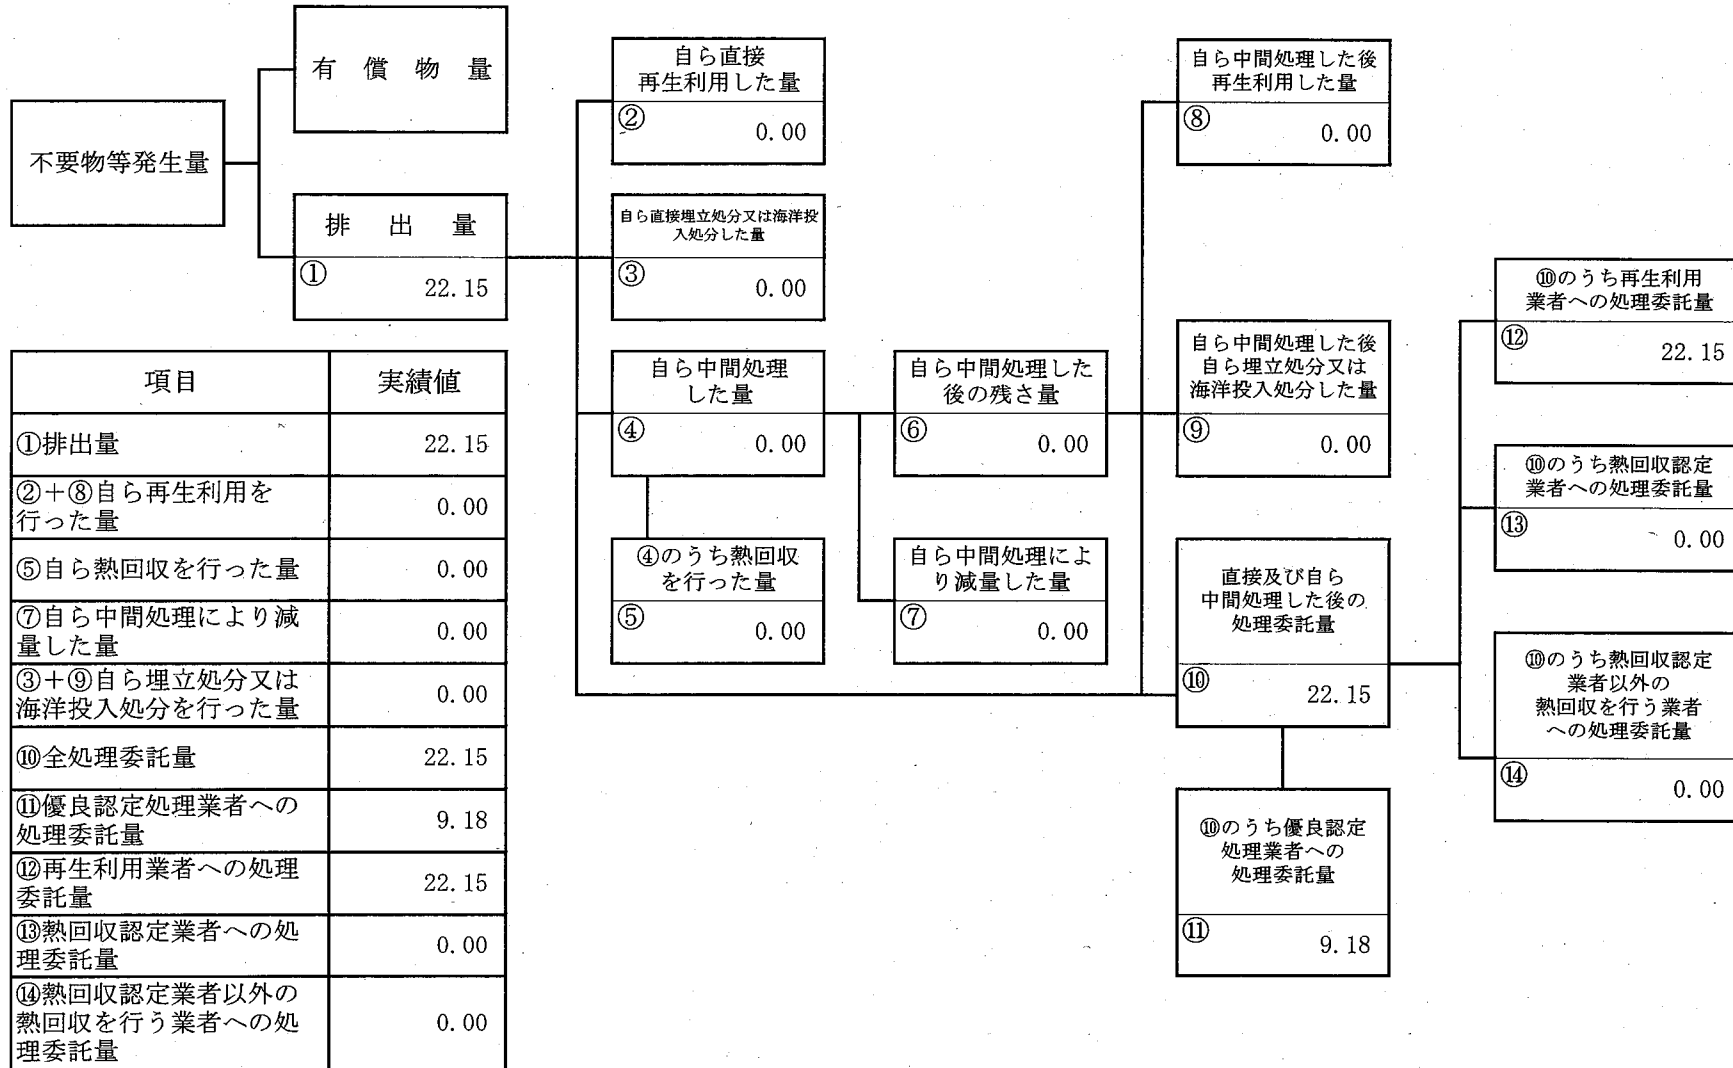 不要物等発生量
有償物量
排出量
① 22.15
自ら直接
再生利用した量
② 0.00
自ら直接埋立処分又は海洋投
入処分した量
③ 0.00
自ら中間処理
した量
④ 0.00
④のうち熱回収
を行った量
⑤ 0.00
自ら中間処理した
後の残さ量
⑥ 0.00
自ら中間処理によ
り減量した量
⑦ 0.00
自ら中間処理した後
再生利用した量
⑧ 0.00
自ら中間処理した後
自ら埋立処分又は
海洋投入処分した量
⑨ 0.00
直接及び自ら
中間処理した後の
処理委託量
⑩ 22.15
⑩のうち優良認定
処理業者への
処理委託量
⑪ 9.18
⑩のうち再生利用
業者への処理委託量
⑫ 22.15
⑩のうち熱回収認定
業者への処理委託量
⑬ 0.00
⑩のうち熱回収認定
業者以外の
熱回収を行う業者
への処理委託量
⑭ 0.00
項目 実績値
①排出量 22.15
②+⑧自ら再生利用を
行った量 0.00
⑤自ら熱回収を行った量 0.00
⑦自ら中間処理により減
量した量 0.00
③+⑨自ら埋立処分又は
海洋投入処分を行った量 0.00
⑩全処理委託量 22.15
⑪優良認定処理業者への
処理委託量 9.18
⑫再生利用業者への処理
委託量 22.15
⑬熱回収認定業者への処
理委託量 0.00
⑭熱回収認定業者以外の
熱回収を行う業者への処
理委託量 0.00